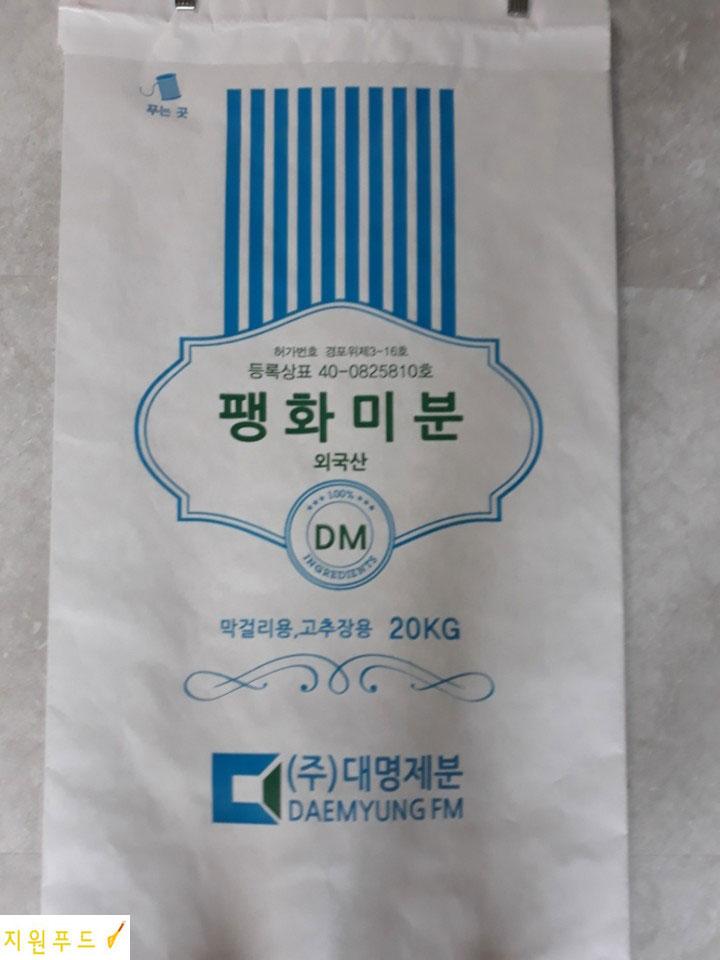 푸는 곳
허가번호 경포위제3-16호
등록상표 40-0825810호
팽화미분
외국산
100%
DM
INGREDIENTS
막걸리용,고추장용 20KG
(주)대명제분
DAEMYUNG FM
지원푸드